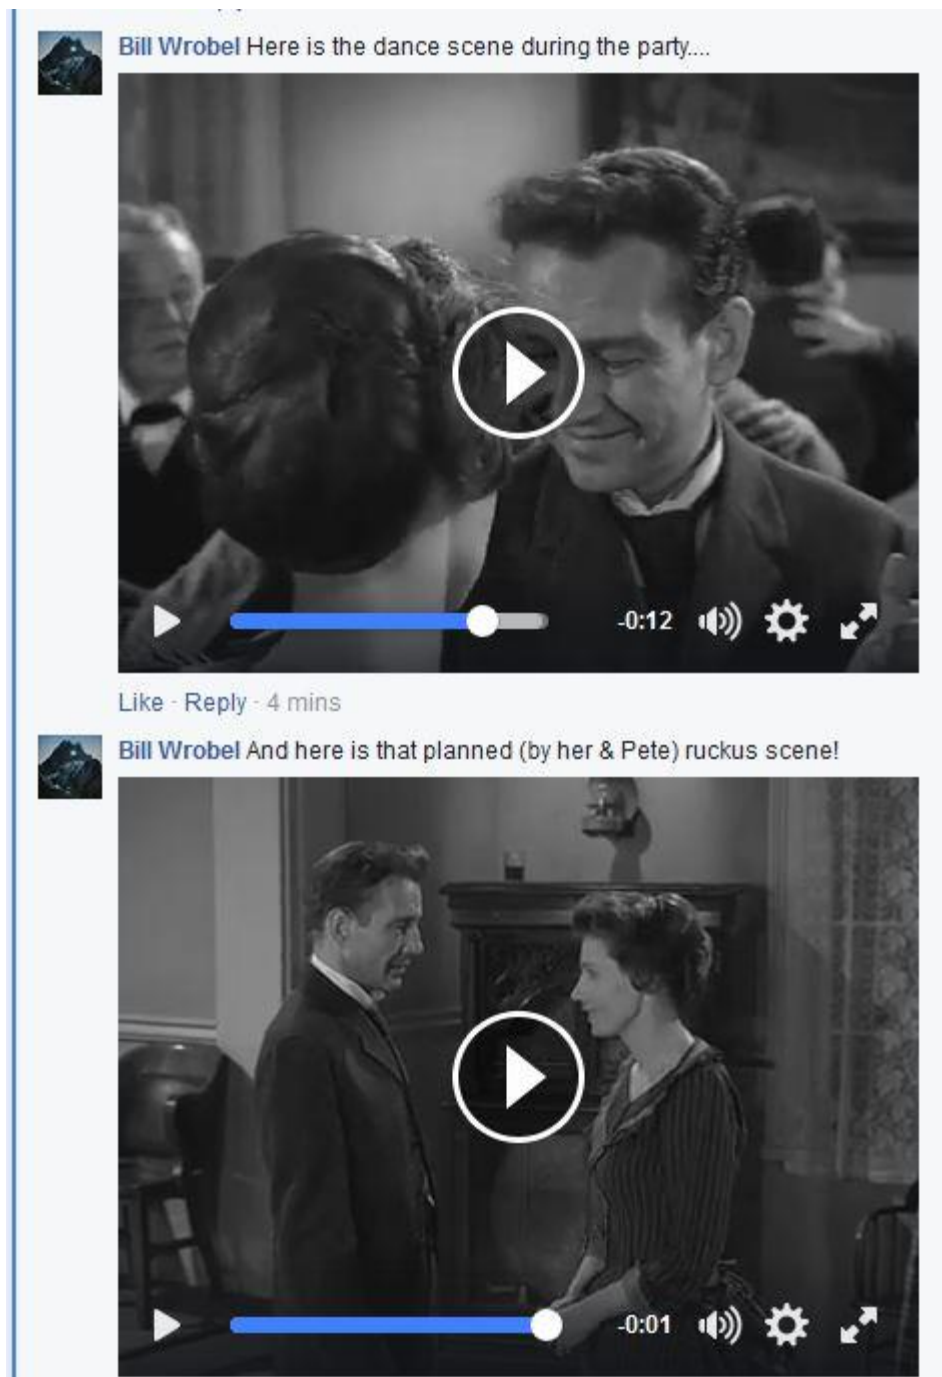 Bill Wrobel Here is the dance scene during the party....
-0:12
Like · Reply · 4 mins
Bill Wrobel And here is that planned (by her & Pete) ruckus scene!
-0:01